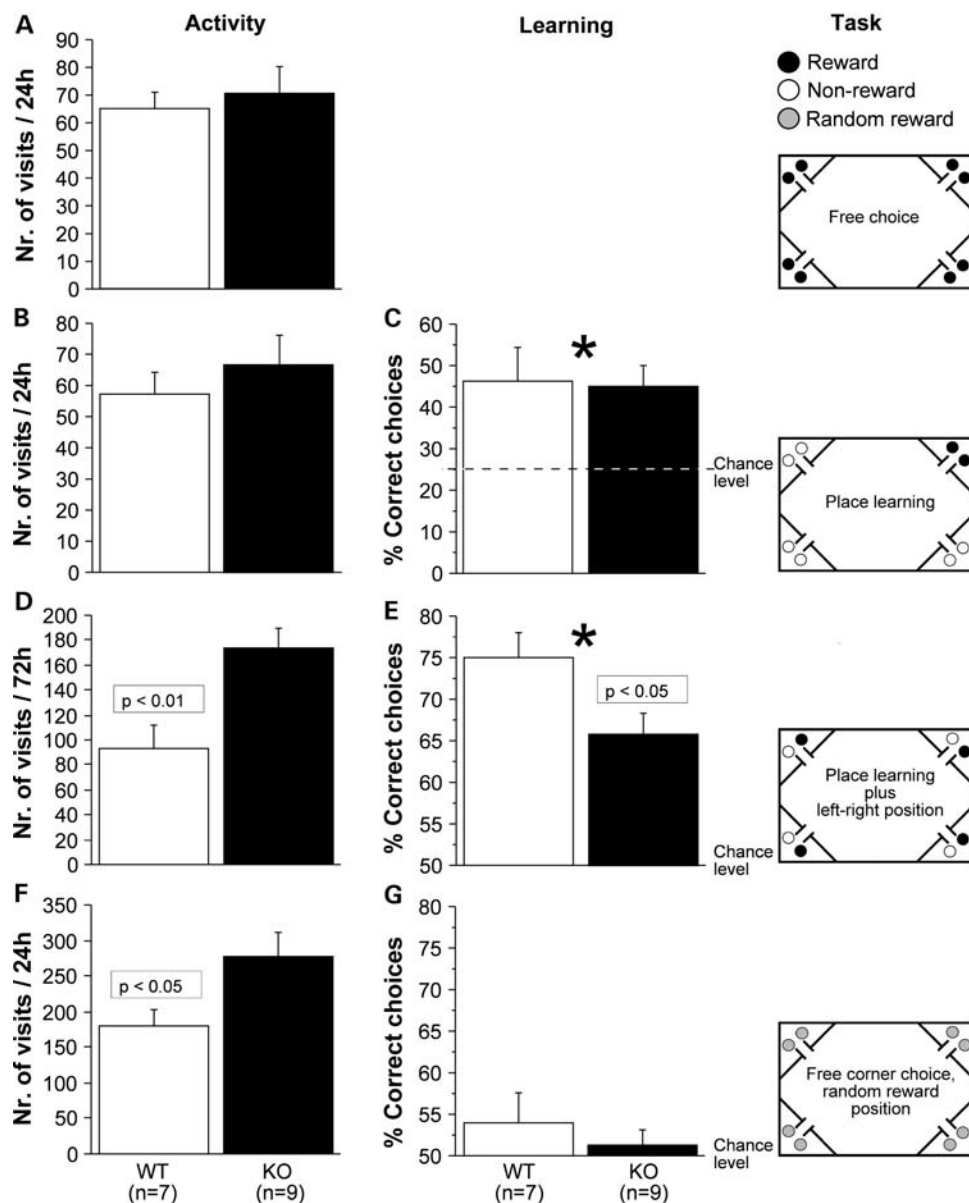 Activity
Learning
Task
A
Nr. of visits / 24h
90
80
70
60
50
40
30
20
10
0
Reward
Non-reward
Random reward
Free choice
B
Nr. of visits / 24h
80
70
60
50
40
30
20
10
0
C
% Correct choices
60
55
50
45
40
35
30
25
20
15
10
5
0
*
Chance
level
Place learning
D
Nr. of visits / 72h
200
180
160
140
120
100
80
60
40
20
0
p < 0.01
E
% Correct choices
80
75
70
65
60
55
50
*
p < 0.05
Chance
level
Place learning
plus
left-right position
F
Nr. of visits / 24h
350
300
250
200
150
100
50
0
p < 0.05
WT
(n=7)
KO
(n=9)
G
% Correct choices
80
75
70
65
60
55
50
WT
(n=7)
KO
(n=9)
Chance
level
Free corner choice,
random reward
position